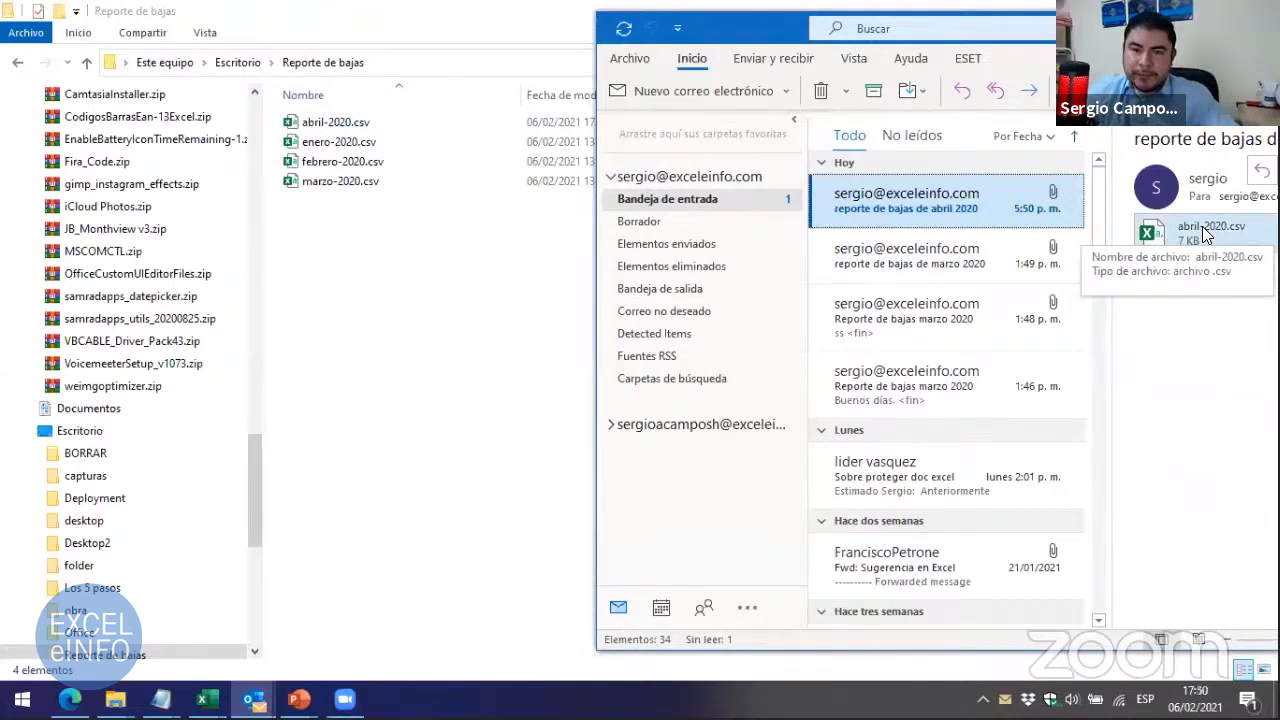 Reporte de bajas
Archivo Inicio Compartir Vista
Este equipo Escritorio Reporte de bajas
CamtasiaInstaller.zip
CodigosBarrasEan-13Excel.zip
EnableBatteryIconTimeRemaining-1.z
Fira_Code.zip
gimp_instagram_effects.zip
iCloud Photos.zip
JB_Monthview v3.zip
MSCOMCTL.zip
OfficeCustomUIEditorFiles.zip
samradapps_datepicker.zip
samradapps_utils_20200825.zip
VBCABLE_Driver_Pack43.zip
VoicemeeterSetup_v1073.zip
weimgoptimizer.zip
Documentos
Escritorio
BORRAR
capturas
Deployment
desktop
Desktop2
folder
Los 5 pasos
obra
Office
Reporte de bajas
4 elementos
EXCEL
eINFO
Nombre Fecha de mod
abril-2020.csv 06/02/2021 17
enero-2020.csv 06/02/2021 13
febrero-2020.csv 06/02/2021 13
marzo-2020.csv 06/02/2021 13
Buscar
Archivo Inicio Enviar y recibir Vista Ayuda ESET
Nuevo correo electrónico
Arrastre aquí sus carpetas favoritas
sergio@exceleinfo.com
Bandeja de entrada 1
Borrador
Elementos enviados
Elementos eliminados
Bandeja de salida
Correo no deseado
Detected Items
Fuentes RSS
Carpetas de búsqueda
sergioacamposh@excelei...
Todo No leídos Por Fecha
Hoy
sergio@exceleinfo.com
reporte de bajas de abril 2020 5:50 p. m.
sergio@exceleinfo.com
reporte de bajas de marzo 2020 1:49 p. m.
sergio@exceleinfo.com
Reporte de bajas marzo 2020 1:48 p. m.
ss <fin>
sergio@exceleinfo.com
Reporte de bajas marzo 2020 1:46 p. m.
Buenos días. <fin>
Lunes
lider vasquez
Sobre proteger doc excel lunes 2:01 p. m.
Estimado Sergio: Anteriormente
Hace dos semanas
FranciscoPetrone
Fwd: Sugerencia en Excel 21/01/2021
---------- Forwarded message
Hace tres semanas
Elementos: 34 Sin leer: 1
Sergio Campo...
reporte de bajas d
S
sergio
Para sergio@exce
abril-2020.csv
7 KB
Nombre de archivo: abril-2020.csv
Tipo de archivo: archivo .csv
zoom
ESP
17:50
06/02/2021
1